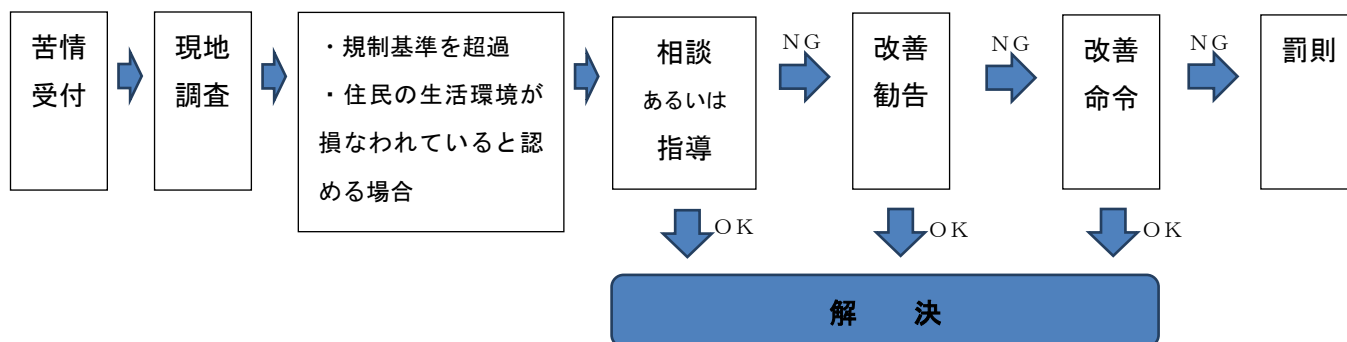 苦情
受付
現地
調査
・規制基準を超過
・住民の生活環境が
損なわれていると認
める場合
相談
あるいは
指導
NG
改善
勧告
NG
改善
命令
NG
罰則
OK
OK
OK
解　　決